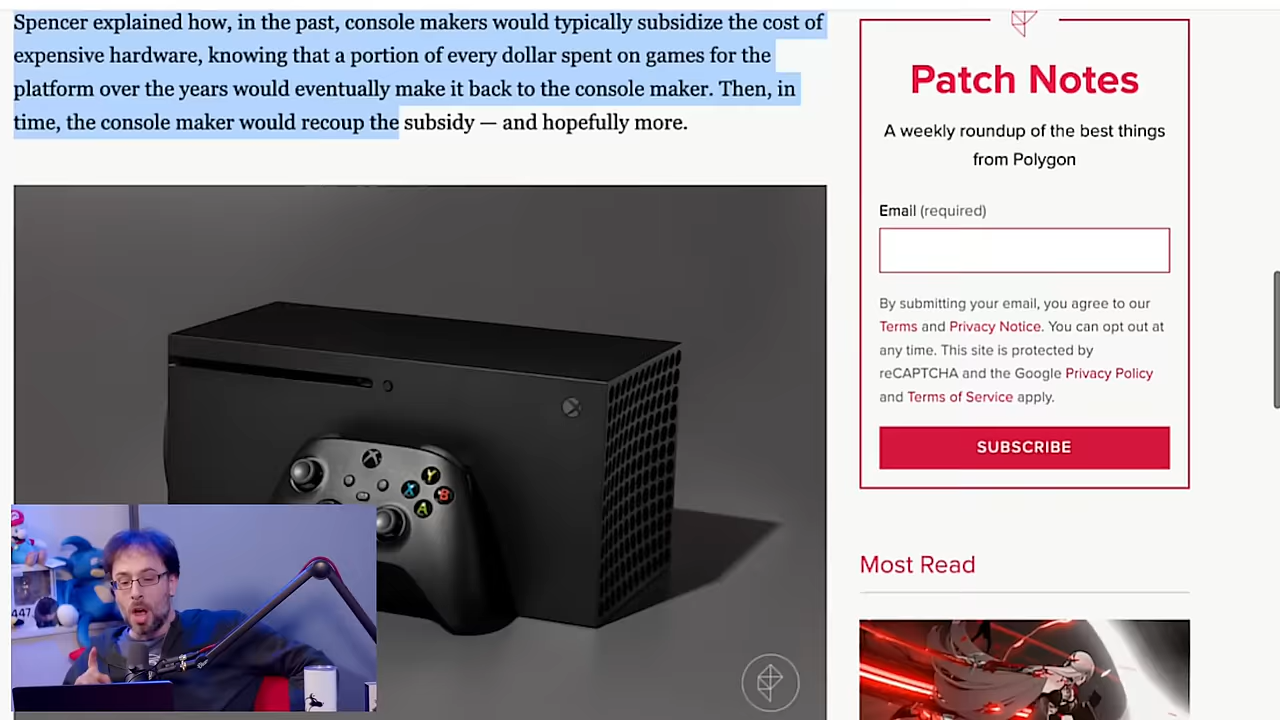 Spencer explained how, in the past, console makers would typically subsidize the cost of
expensive hardware, knowing that a portion of every dollar spent on games for the
platform over the years would eventually make it back to the console maker. Then, in
time, the console maker would recoup the subsidy — and hopefully more.
Patch Notes
A weekly roundup of the best things
from Polygon
Email (required)
By submitting your email, you agree to our
Terms and Privacy Notice. You can opt out at
any time. This site is protected by
reCAPTCHA and the Google Privacy Policy
and Terms of Service apply.
SUBSCRIBE
Most Read
Y
X
B
A
447